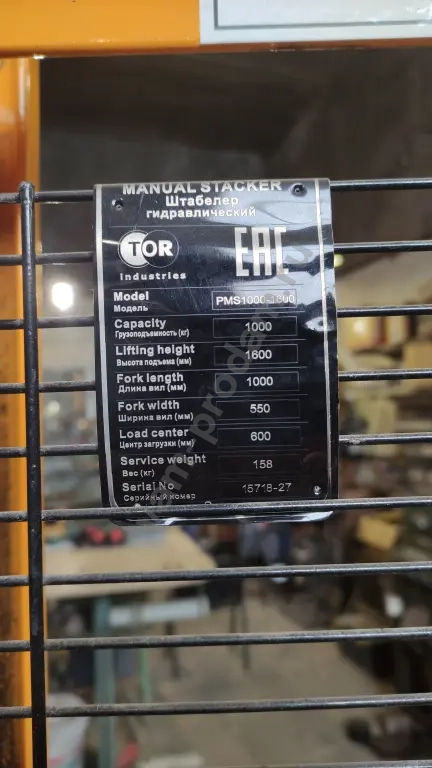 MANUAL STACKER
Штабелер
гидравлический
TOR
industries
EAC
Model
Модель
PMS1000-1600
Capacity
Грузоподъемность (кг)
1000
Lifting height
Высота подъема (мм)
1600
Fork length
Длина вил (мм)
1000
Fork width
Ширина вил (мм)
550
Load center
Центр загрузки (мм)
600
Service weight
Вес (кг)
158
Serial No
Серийный номер
15718-27